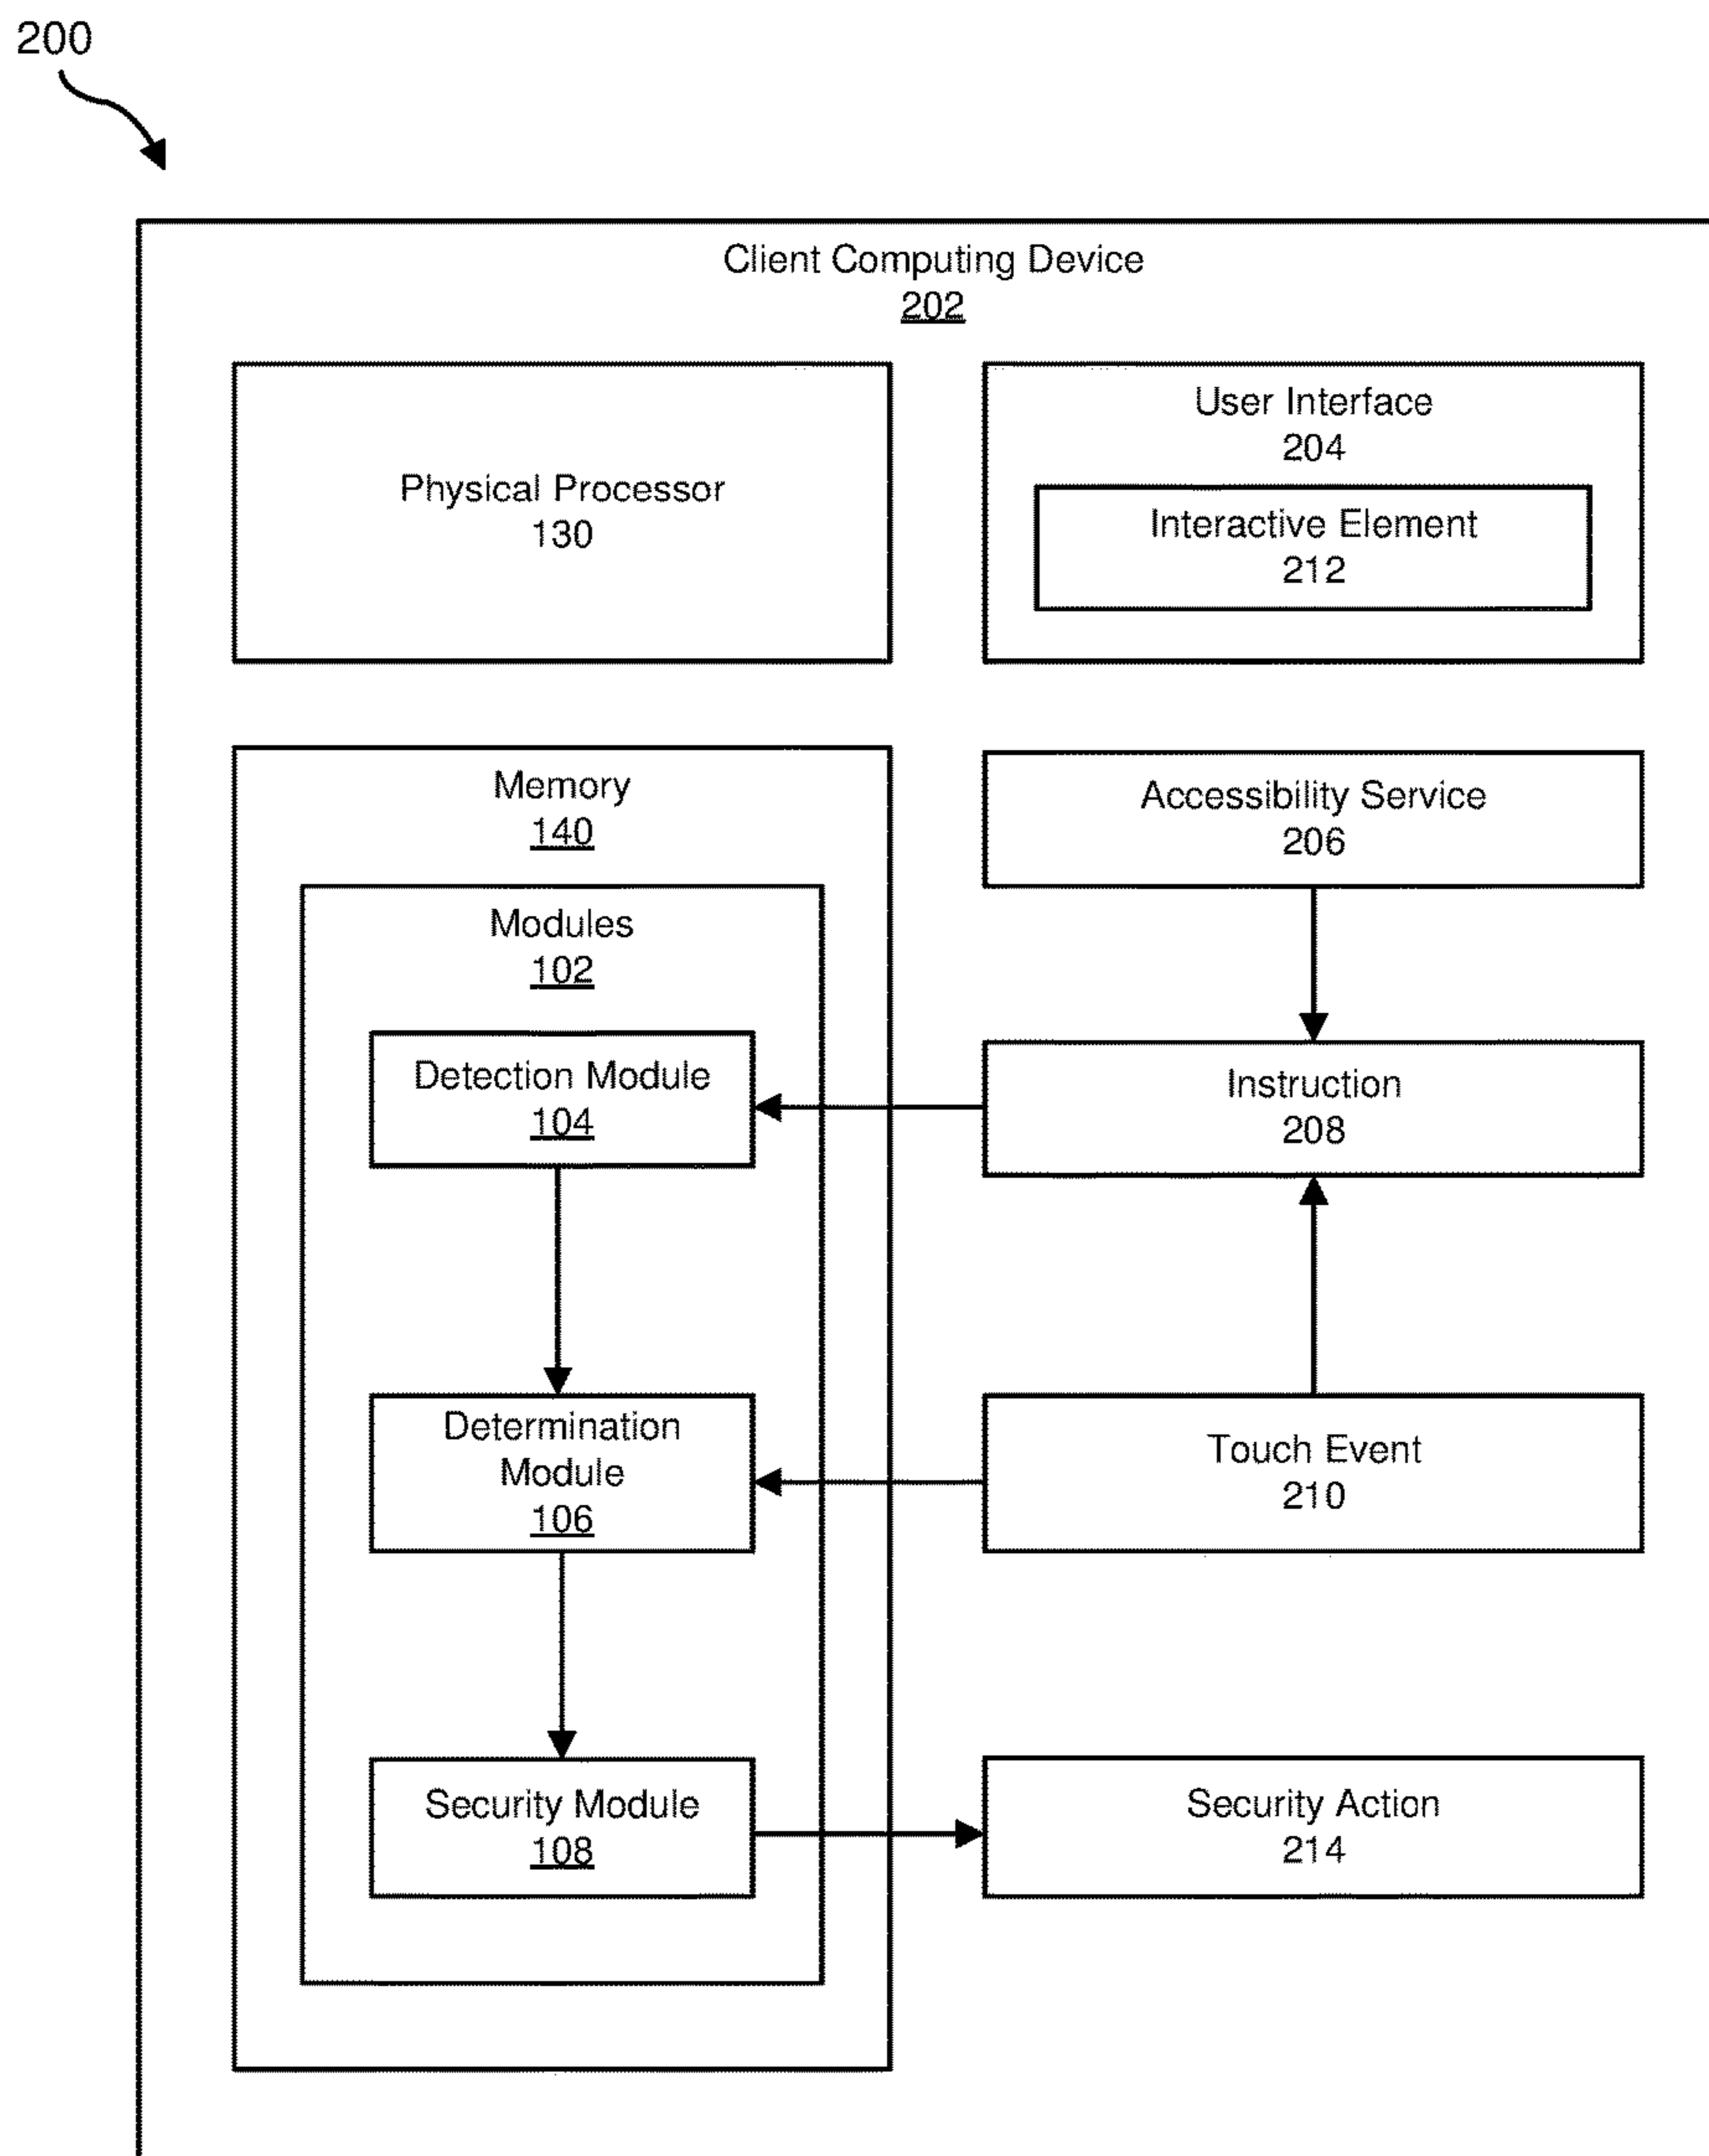 200
Client Computing Device
202
Physical Processor
130
User Interface
204
Interactive Element
212
Memory
140
Modules
102
Detection Module
104
Determination
Module
106
Security Module
108
Accessibility Service
206
Instruction
208
Touch Event
210
Security Action
214